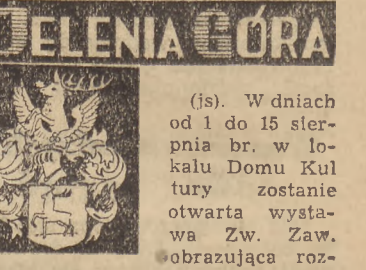 JELENIA GÓRA
(js). W dniach
od 1 do 15 sier-
pnia br. w lo-
kalu Domu Kul
tury zostanie
otwarta wysta-
wa Zw. Zaw.
obrazująca roz-